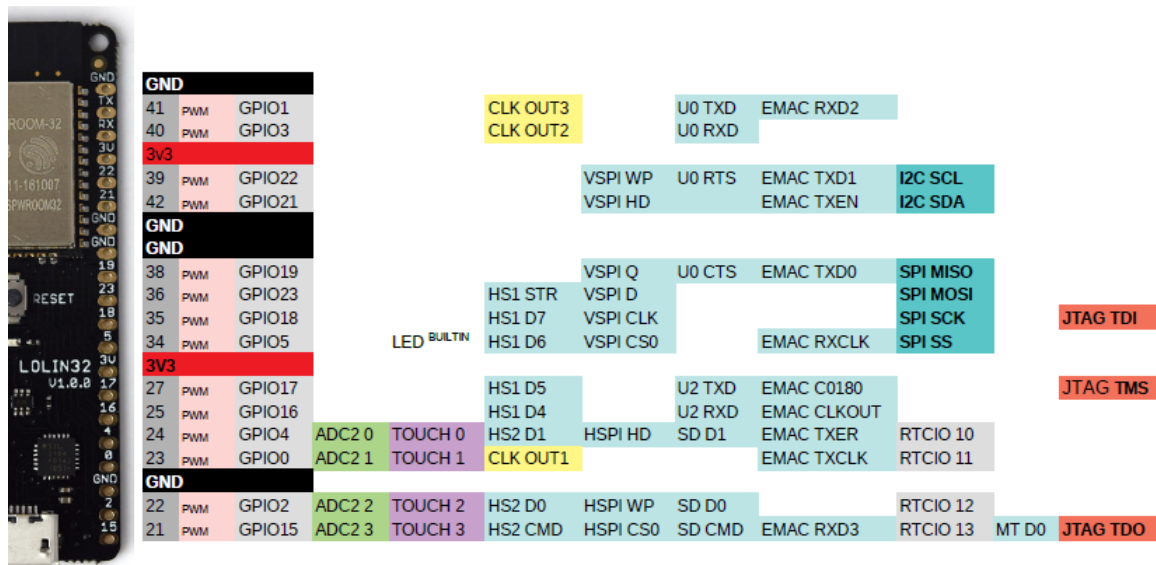 GND
TX
RX
3V
22
21
GND
GND
19
23
18
5
3V
17
16
4
0
GND
2
15
ROOM-32
11-161007
SPWROOM32
RESET
LOLIN32
V1.0.0
GND
41 PWM GPIO1 CLK OUT3 U0 TXD EMAC RXD2
40 PWM GPIO3 CLK OUT2 U0 RXD
3v3
39 PWM GPIO22 VSPI WP U0 RTS EMAC TXD1 I2C SCL
42 PWM GPIO21 VSPI HD EMAC TXEN I2C SDA
GND
GND
38 PWM GPIO19 VSPI Q U0 CTS EMAC TXD0 SPI MISO
36 PWM GPIO23 HS1 STR VSPI D SPI MOSI
35 PWM GPIO18 HS1 D7 VSPI CLK SPI SCK JTAG TDI
34 PWM GPIO5 LED BUILTIN HS1 D6 VSPI CS0 EMAC RXCLK SPI SS
3V3
27 PWM GPIO17 HS1 D5 U2 TXD EMAC C0180 JTAG TMS
25 PWM GPIO16 HS1 D4 U2 RXD EMAC CLKOUT
24 PWM GPIO4 ADC2 0 TOUCH 0 HS2 D1 HSPI HD SD D1 EMAC TXER RTCIO 10
23 PWM GPIO0 ADC2 1 TOUCH 1 CLK OUT1 EMAC TXCLK RTCIO 11
GND
22 PWM GPIO2 ADC2 2 TOUCH 2 HS2 D0 HSPI WP SD D0 RTCIO 12
21 PWM GPIO15 ADC2 3 TOUCH 3 HS2 CMD HSPI CS0 SD CMD EMAC RXD3 RTCIO 13 MT D0 JTAG TDO